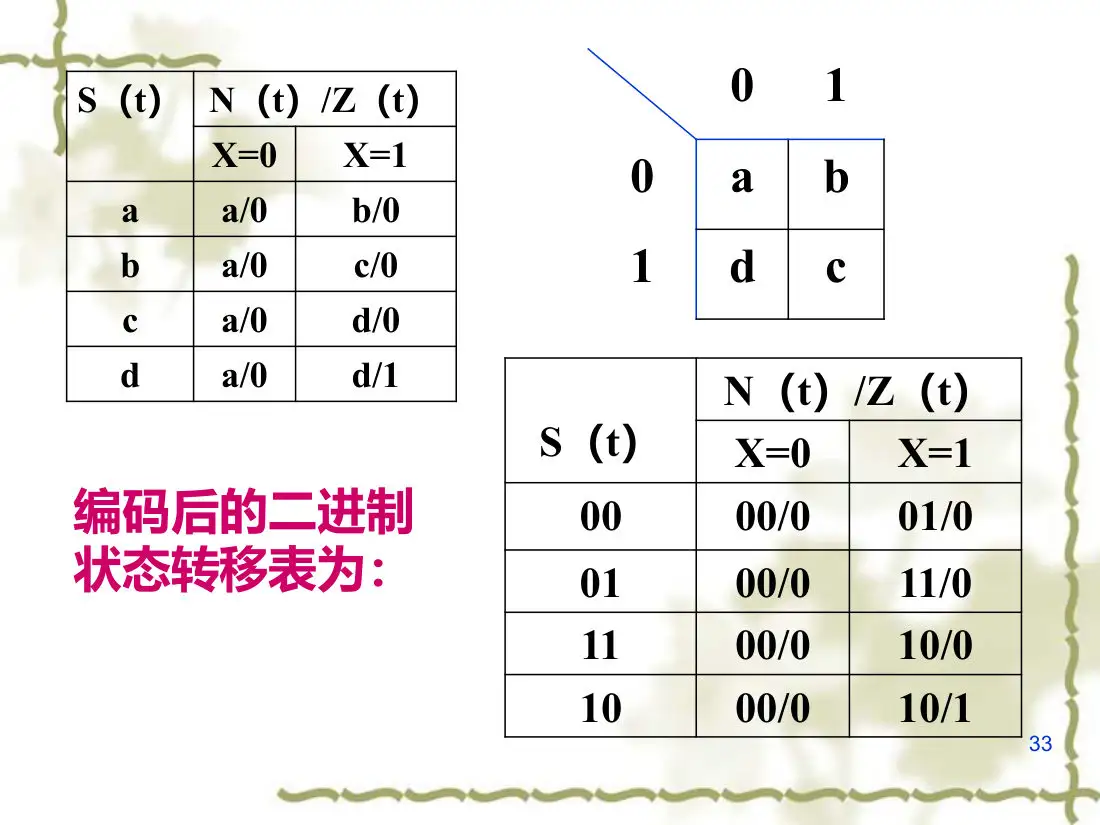 S（t） N（t）/Z（t）
X=0 X=1
a a/0 b/0
b a/0 c/0
c a/0 d/0
d a/0 d/1
0 1
0 a b
1 d c
编码后的二进制
状态转移表为：
S（t） N（t）/Z（t）
X=0 X=1
00 00/0 01/0
01 00/0 11/0
11 00/0 10/0
10 00/0 10/1
33